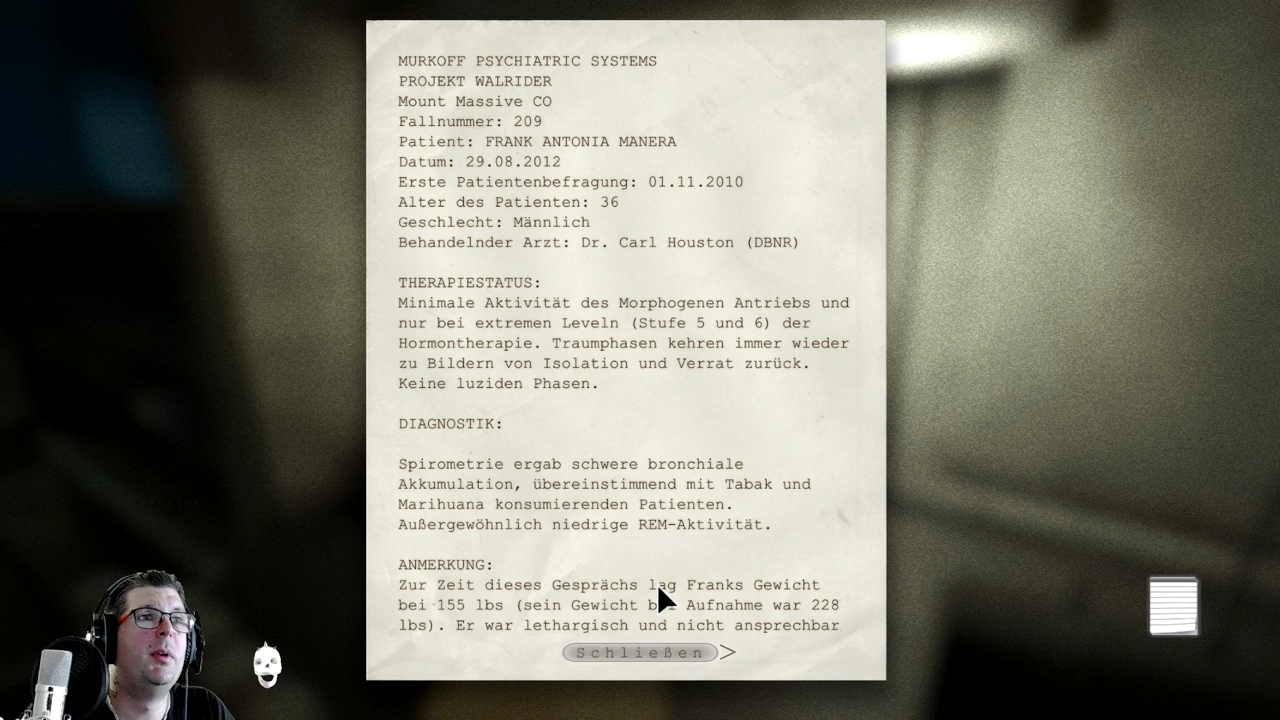 MURKOFF PSYCHIATRIC SYSTEMS
PROJEKT WALRIDER
Mount Massive CO
Fallnummer: 209
Patient: FRANK ANTONIA MANERA
Datum: 29.08.2012
Erste Patientenbefragung: 01.11.2010
Alter des Patienten: 36
Geschlecht: Männlich
Behandelnder Arzt: Dr. Carl Houston (DBNR)
THERAPIESTATUS:
Minimale Aktivität des Morphogenen Antriebs und
nur bei extremen Leveln (Stufe 5 und 6) der
Hormontherapie. Traumphasen kehren immer wieder
zu Bildern von Isolation und Verrat zurück.
Keine luziden Phasen.
DIAGNOSTIK:
Spirometrie ergab schwere bronchiale
Akkumulation, übereinstimmend mit Tabak und
Marihuana konsumierenden Patienten.
Außergewöhnlich niedrige REM-Aktivität.
ANMERKUNG:
Zur Zeit dieses Gesprächs lag Franks Gewicht
bei 155 lbs (sein Gewicht bei Aufnahme war 228
lbs). Er war lethargisch und nicht ansprechbar
Schließen >